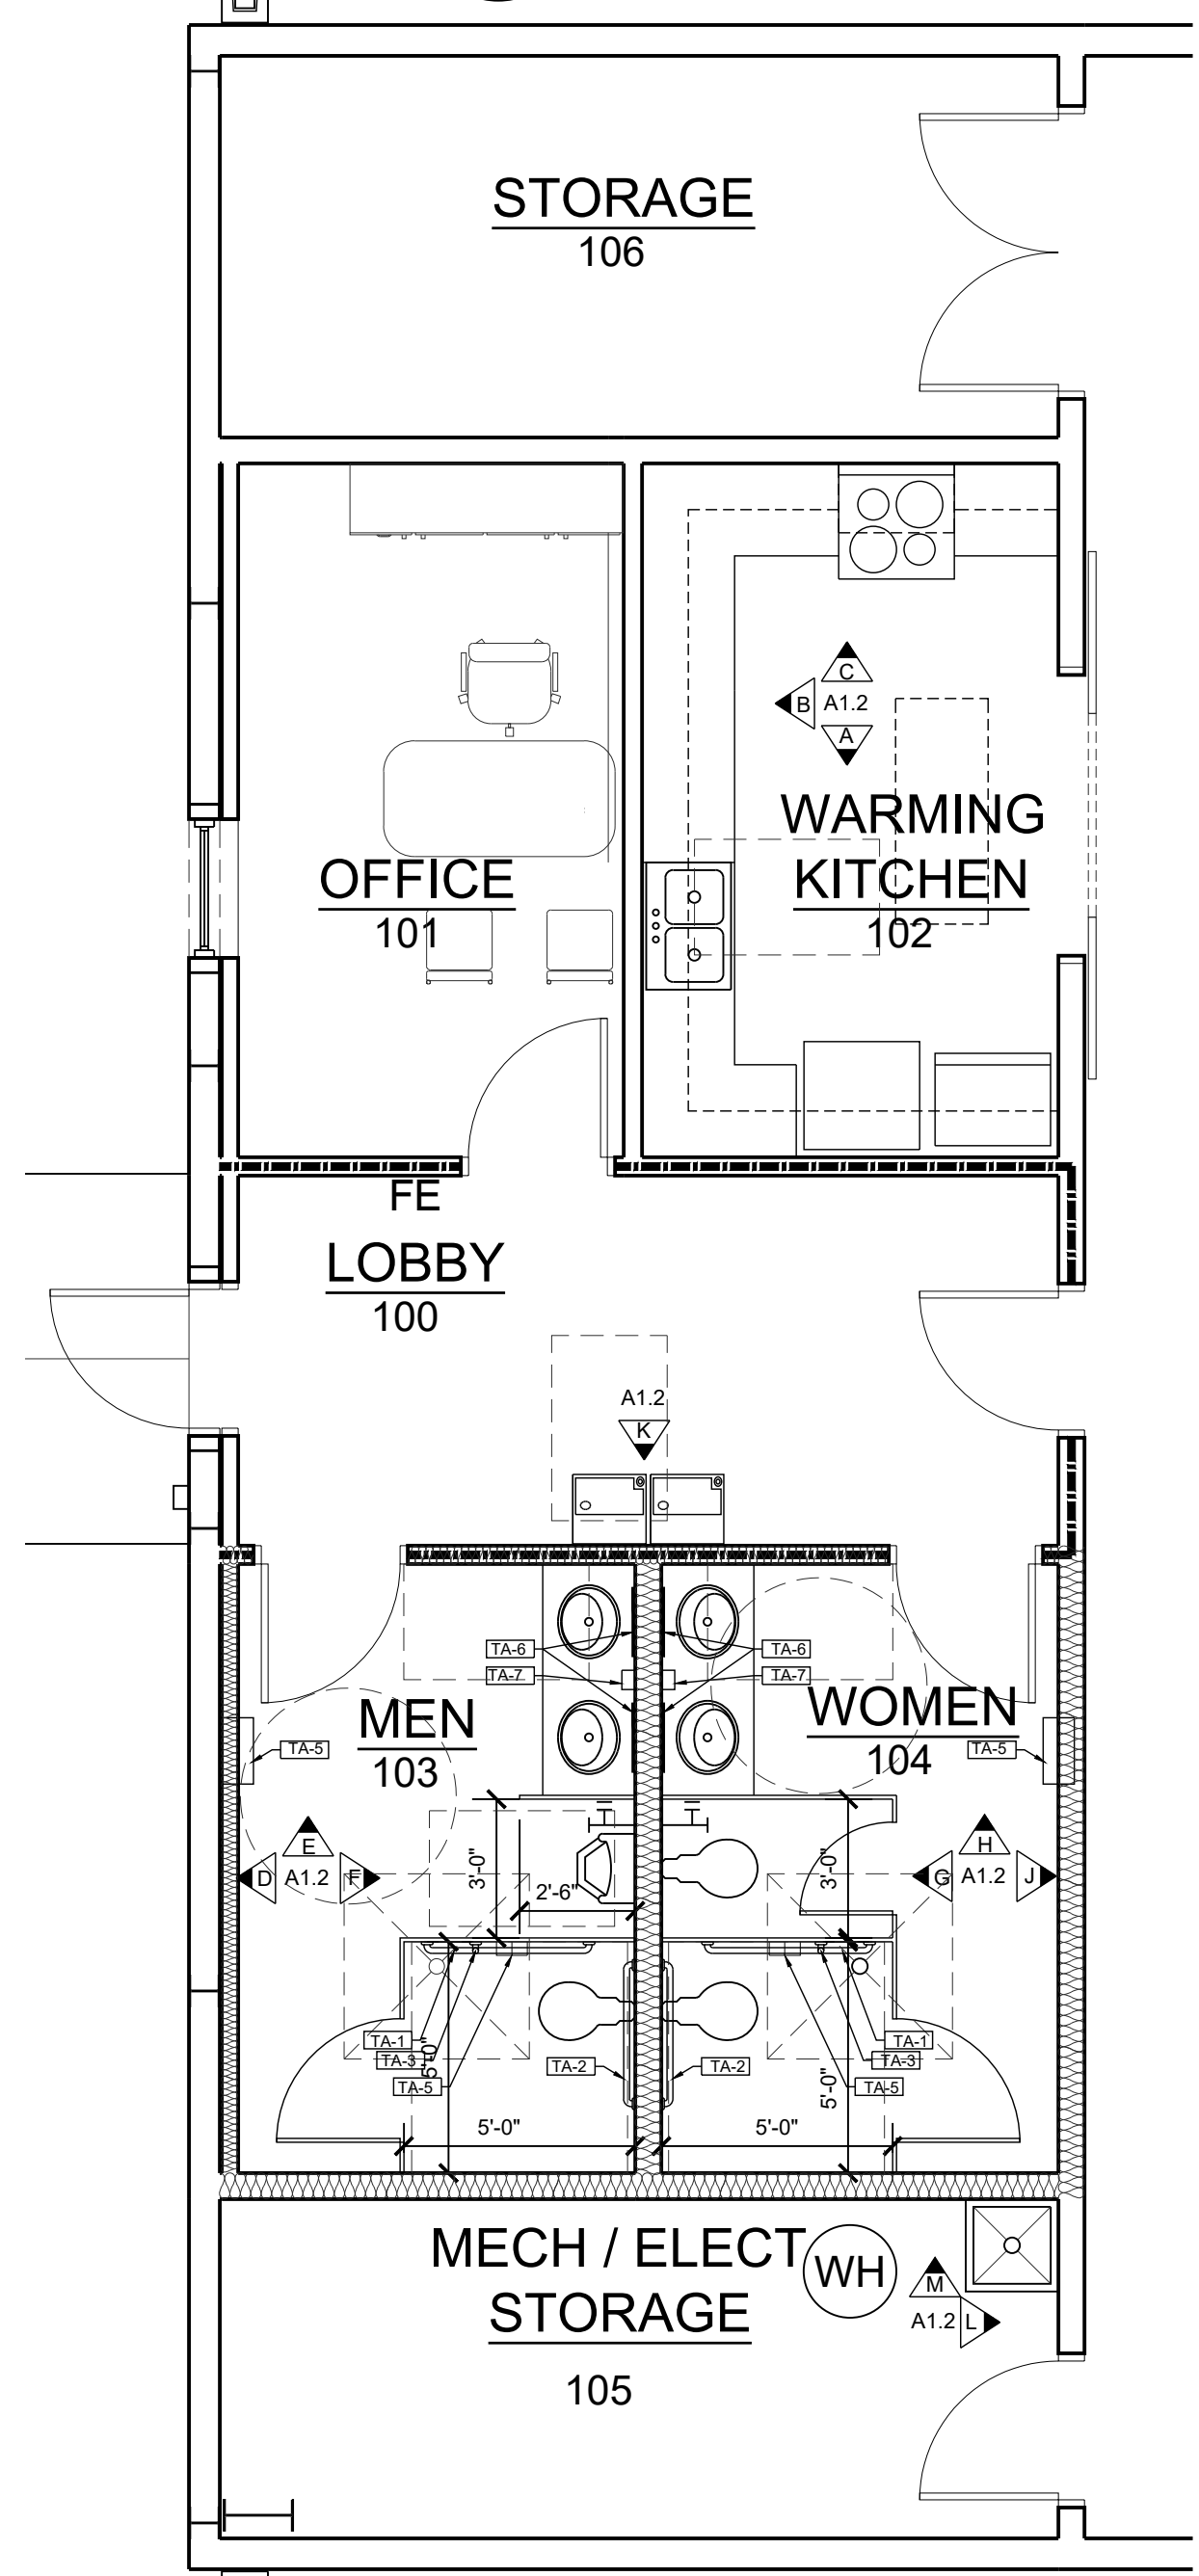 STORAGE
106
C
B A1.2
A
WARMING
KITCHEN
102
OFFICE
101
FE
LOBBY
100
A1.2
K
TA-6 TA-6
TA-7 TA-7
MEN
103
WOMEN
104
TA-5 TA-5
E
D A1.2 F
H
G A1.2 J
3'-0" 3'-0"
2'-6"
TA-1 TA-1
TA-3 TA-3
5'-0" 5'-0"
TA-2 TA-2
TA-5 TA-5
5'-0" 5'-0"
MECH / ELECT
STORAGE
105
WH
M
A1.2 L